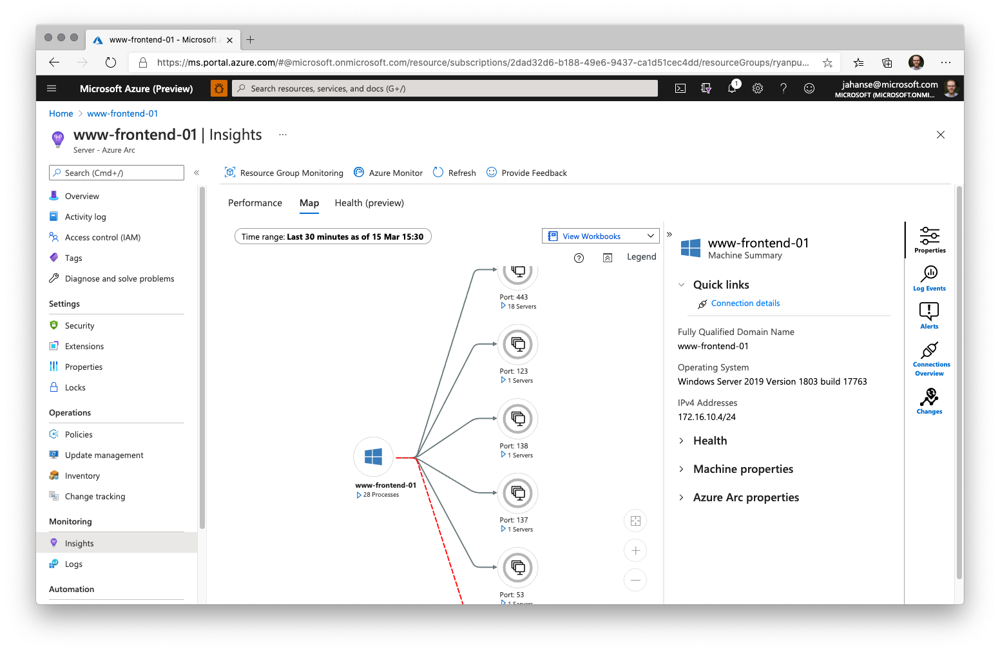 www-frontend-01 - Microsoft
https://ms.portal.azure.com/#@microsoft.onmicrosoft.com/resource/subscriptions/2dad32d6-b188-49e6-9437-ca1d51cec4dd/resourceGroups/ryanpu...
Microsoft Azure (Preview)
Search resources, services, and docs (G+/)
1
jahanse@microsoft.com
MICROSOFT (MICROSOFT.ONMI...
Home > www-frontend-01
www-frontend-01 | Insights ...
Server - Azure Arc
Search (Cmd+/)
«
Overview
Activity log
Access control (IAM)
Tags
Diagnose and solve problems
Settings
Security
Extensions
Properties
Locks
Operations
Policies
Update management
Inventory
Change tracking
Monitoring
Insights
Logs
Automation
Resource Group Monitoring
Azure Monitor
Refresh
Provide Feedback
Performance
Map
Health (preview)
Time range: Last 30 minutes as of 15 Mar 15:30
View Workbooks
Legend
Port: 443
18 Servers
Port: 123
1 Servers
Port: 138
1 Servers
Port: 137
1 Servers
Port: 53
1 Servers
www-frontend-01
28 Processes
»
www-frontend-01
Machine Summary
Quick links
Connection details
Fully Qualified Domain Name
www-frontend-01
Operating System
Windows Server 2019 Version 1803 build 17763
IPv4 Addresses
172.16.10.4/24
Health
Machine properties
Azure Arc properties
Properties
Log Events
Alerts
Connections
Overview
Changes